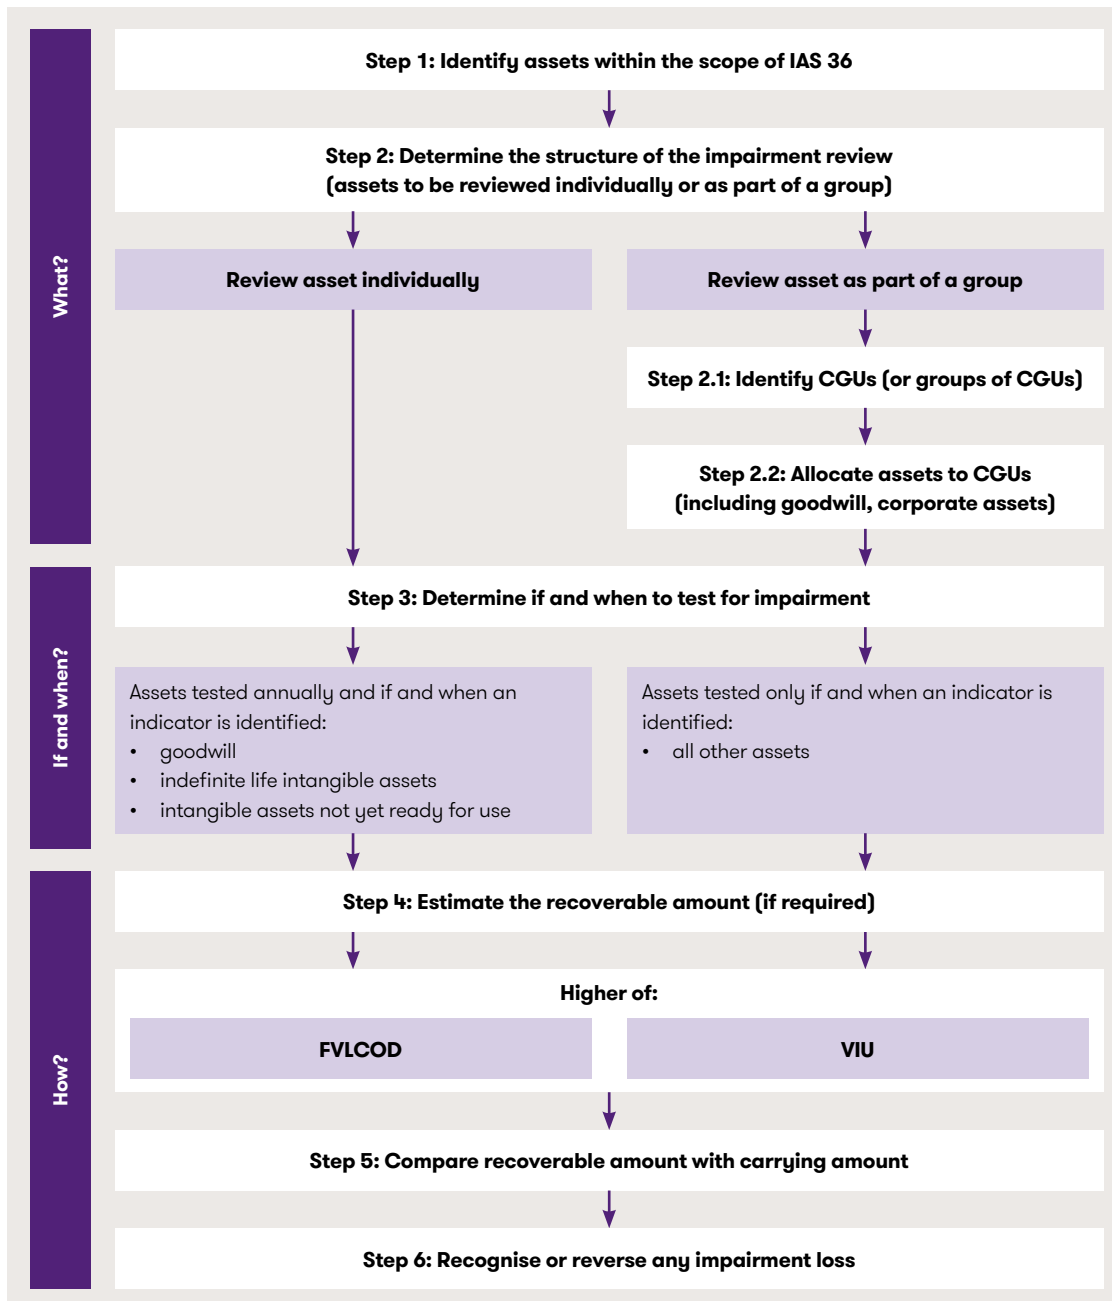 What?
Step 1: Identify assets within the scope of IAS 36
Step 2: Determine the structure of the impairment review
(assets to be reviewed individually or as part of a group)
Review asset individually
Review asset as part of a group
Step 2.1: Identify CGUs (or groups of CGUs)
Step 2.2: Allocate assets to CGUs
(including goodwill, corporate assets)
If and when?
Step 3: Determine if and when to test for impairment
Assets tested annually and if and when an
indicator is identified:
• goodwill
• indefinite life intangible assets
• intangible assets not yet ready for use
Assets tested only if and when an indicator is
identified:
• all other assets
How?
Step 4: Estimate the recoverable amount (if required)
Higher of:
FVLCOD
VIU
Step 5: Compare recoverable amount with carrying amount
Step 6: Recognise or reverse any impairment loss